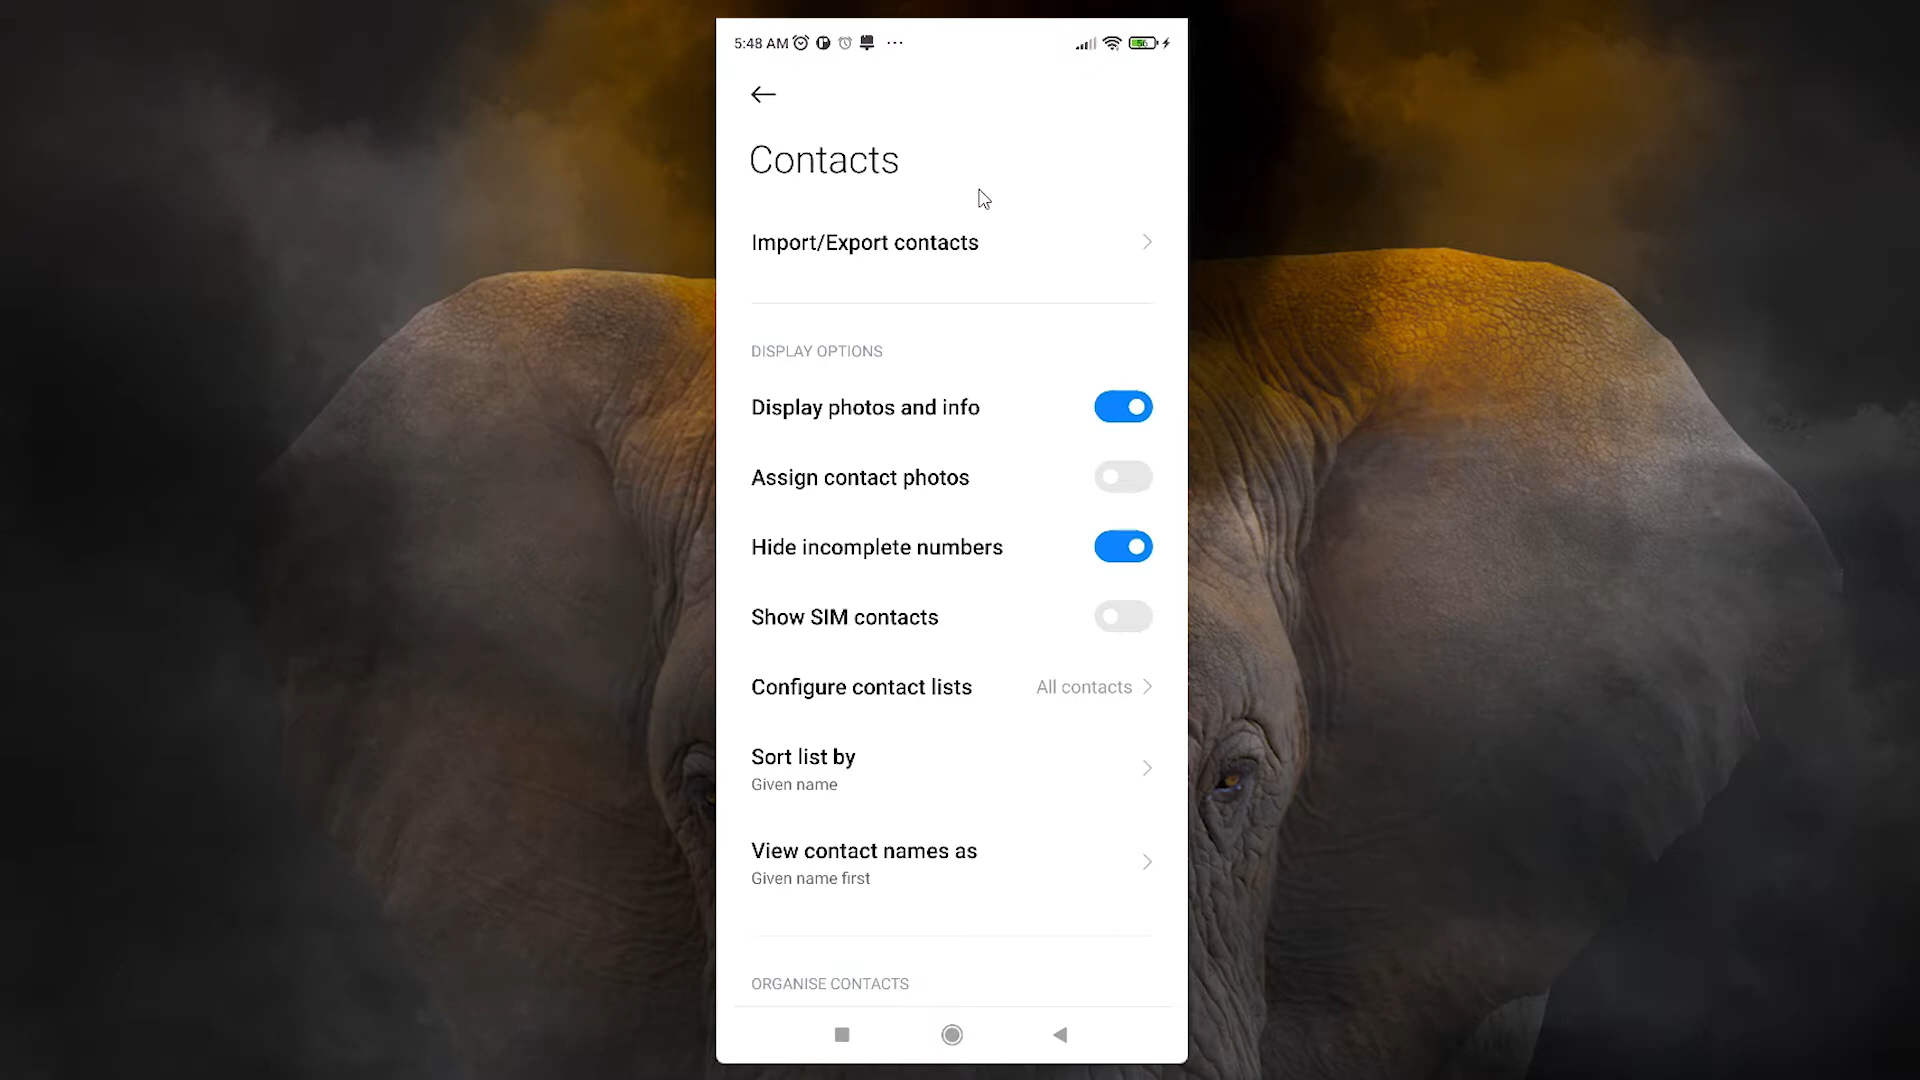 5:48 AM
56
Contacts
Import/Export contacts
DISPLAY OPTIONS
Display photos and info
Assign contact photos
Hide incomplete numbers
Show SIM contacts
Configure contact lists All contacts
Sort list by
Given name
View contact names as
Given name first
ORGANISE CONTACTS